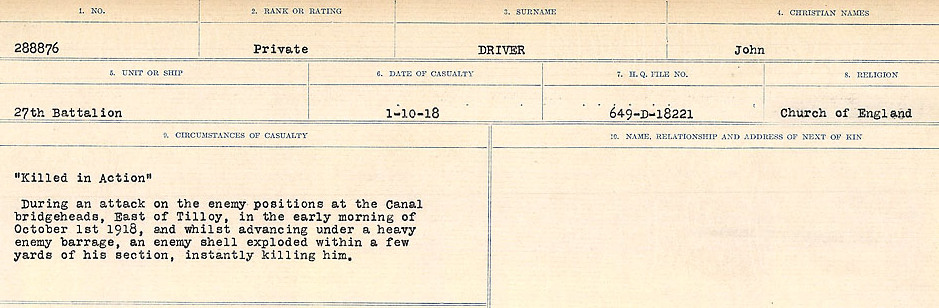 1. NO. 2. RANK OR RATING 3. SURNAME 4. CHRISTIAN NAMES
288876 Private DRIVER John
5. UNIT OR SHIP 6. DATE OF CASUALTY 7. H. Q. FILE NO. 8. RELIGION
27th Battalion 1-10-18 649-D-18221 Church of England
9. CIRCUMSTANCES OF CASUALTY 10. NAME, RELATIONSHIP AND ADDRESS OF NEXT OF KIN
"Killed in Action"
During an attack on the enemy positions at the Canal
bridgeheads, East of Tilloy, in the early morning of
October 1st 1918, and whilst advancing under a heavy
enemy barrage, an enemy shell exploded within a few
yards of his section, instantly killing him.